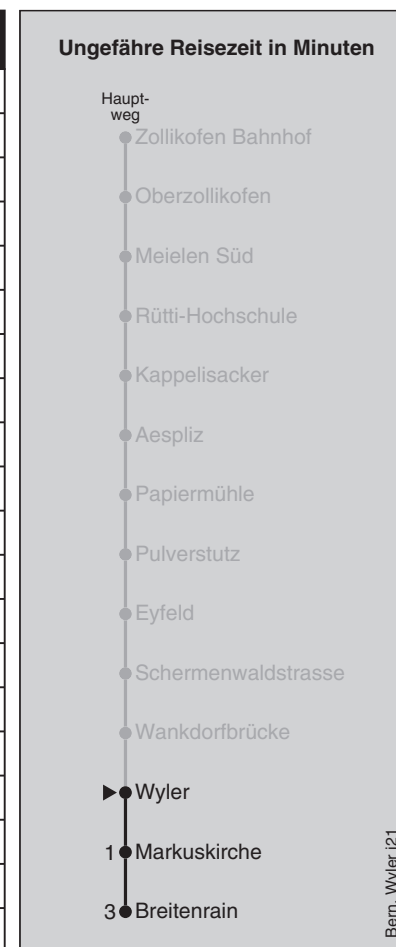 Ungefähre Reisezeit in Minuten
Haupt-
weg
Zollikofen Bahnhof
Oberzollikofen
Meielen Süd
Rütti-Hochschule
Kappelisacker
Aespliz
Papiermühle
Pulverstutz
Eyfeld
Schermenwaldstrasse
Wankdorfbrücke
Wyler
1 Markuskirche
3 Breitenrain
Bern, Wyler j21